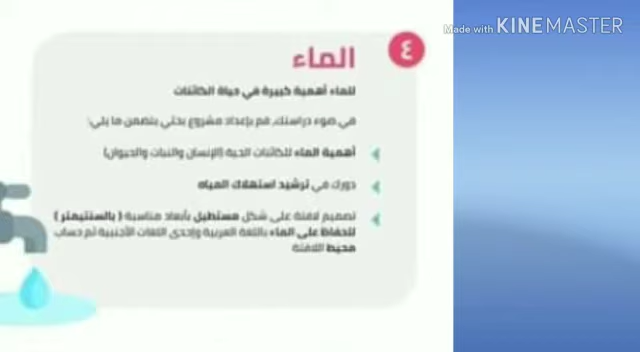 ٤
الماء
للماء أهمية كبيرة في حياة الكائنات
في ضوء دراستك، قم بإعداد مشروع بحثي يتضمن ما يلي:
أهمية الماء للكائنات الحية (الإنسان والنبات والحيوان)
دورك في ترشيد استهلاك المياه
تصميم لافتة على شكل مستطيل بأبعاد مناسبة (بالسنتيمتر)
للحفاظ على الماء باللغة العربية وإحدى اللغات الأجنبية ثم حساب
محيط اللافتة
Made with KINEMASTER